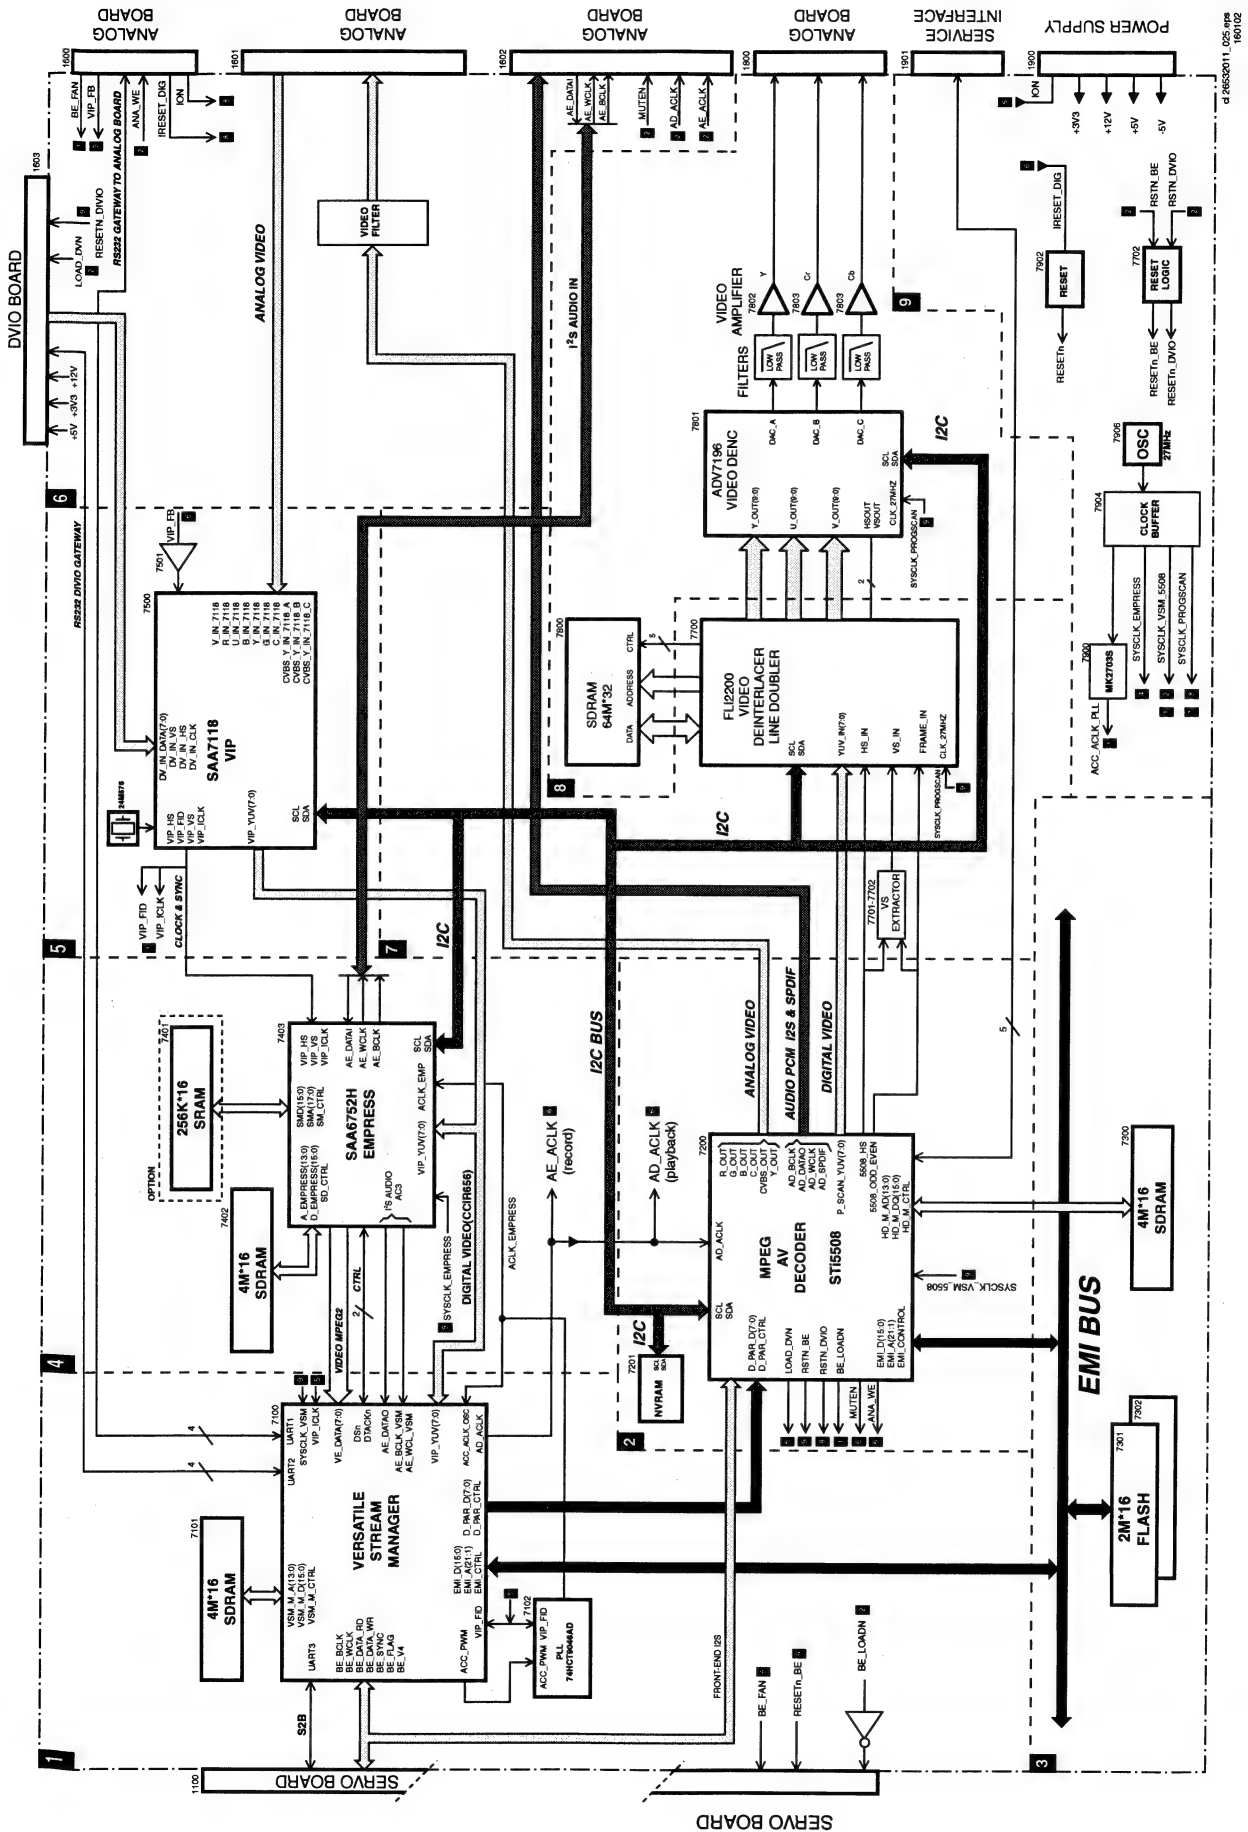 DVIO BOARD
1603
+5V
+3V3
+12V
LOAD_DVN
RESETN_DIVIO
1600
ANALOG
BOARD
BE_FAN
VIP_FB
RS232 GATEWAY TO ANALOG BOARD
ANA_WE
IRESET_DIG
ION
1601
ANALOG
BOARD
ANALOG VIDEO
VIDEO
FILTER
1602
ANALOG
BOARD
AE_DATAI
AE_WCLK
AE_BCLK
MUTEN
AD_ACLK
AE_ACLK
I²S AUDIO IN
1800
ANALOG
BOARD
Y
Cr
Cb
VIDEO
AMPLIFIER
7802
7803
7803
FILTERS
LOW
PASS
LOW
PASS
LOW
PASS
1901
SERVICE
INTERFACE
1900
POWER SUPPLY
ION
+3V3
+12V
+5V
-5V
IRESET_DIG
7902
RESET
RESETn
RSTN_BE
RSTN_DVIO
7702
RESET
LOGIC
RESETn_BE
RESETn_DVIO
7906
OSC
27MHz
7904
CLOCK
BUFFER
7900
MK2703S
ACC_ACLK_PLL
SYSCLK_EMPRESS
SYSCLK_VSM_5508
SYSCLK_PROGSCAN
d 26532011_025.eps
160102
6
RS232 DIVIO GATEWAY
VIP_FB
7501
7500
V_IN_7118
R_IN_7118
U_IN_7118
B_IN_7118
Y_IN_7118
G_IN_7118
C_IN_7118
CVBS_Y_IN_7118_A
CVBS_Y_IN_7118_B
CVBS_Y_IN_7118_C
SAA7118
VIP
DV_IN_DATA(7:0)
DV_IN_VS
DV_IN_HS
DV_IN_CLK
24M576
VIP_HS
VIP_FID
VIP_VS
VIP_ICLK
VIP_YUV(7:0)
SCL
SDA
VIP_FID
VIP_ICLK
CLOCK & SYNC
5
7
8
9
7801
ADV7196
VIDEO DENC
DAC_A
DAC_B
DAC_C
Y_OUT(9:0)
U_OUT(9:0)
V_OUT(9:0)
HSOUT
VSOUT
CLK_27MHZ
SCL
SDA
I2C
SYSCLK_PROGSCAN
2
7800
SDRAM
64M*32
CTRL
ADDRESS
DATA
5
7700
FLI2200
VIDEO
DEINTERLACER
LINE DOUBLER
SCL
SDA
YUV_IN(7:0)
HS_IN
VS_IN
FRAME_IN
CLK_27MHZ
SYSCLK_PROGSCAN
I2C
7701-7702
VS
EXTRACTOR
5
OPTION
7401
256K*16
SRAM
7402
4M*16
SDRAM
7403
SAA6752H
EMPRESS
VIP_HS
VIP_VS
VIP_ICLK
AE_DATAI
AE_WCLK
AE_BCLK
SCL
SDA
SMD(15:0)
SMA(17:0)
SM_CTRL
A_EMPRESS(13:0)
D_EMPRESS(15:0)
SD_CTRL
I²S AUDIO
AC3
ACLK_EMP
VIP_YUV(7:0)
I2C
VIDEO MPEG2
2
CTRL
SYSCLK_EMPRESS
DIGITAL VIDEO(CCIR656)
ACLK_EMPRESS
AE_ACLK
(record)
AD_ACLK
(playback)
I2C BUS
4
I2C
7201
NVRAM
SCL
SDA
2
7200
MPEG
AV
DECODER
STi5508
R_OUT
G_OUT
B_OUT
C_OUT
CVBS_OUT
Y_OUT
AD_BCLK
AD_DATAO
AD_WCLK
AD_SPDIF
P_SCAN_YUV(7:0)
5508_HS
5508_ODD_EVEN
HD_M_AD(13:0)
HD_M_DQ(15:0)
HD_M_CTRL
AD_ACLK
SCL
SDA
D_PAR_D(7:0)
D_PAR_CTRL
LOAD_DVN
RSTN_BE
RSTN_DVIO
BE_LOADN
MUTEN
ANA_WE
EMI_D(15:0)
EMI_A(21:1)
EMI_CONTROL
ANALOG VIDEO
AUDIO PCM I2S & SPDIF
DIGITAL VIDEO
SYSCLK_VSM_5508
7300
4M*16
SDRAM
EMI BUS
7301
7302
2M*16
FLASH
3
7100
VERSATILE
STREAM
MANAGER
UART1
UART2
UART3
4
4
SYSCLK_VSM
VIP_ICLK
VE_DATA(7:0)
DSn
DTACKn
AE_DATAO
AE_BCLK_VSM
AE_WCL_VSM
VIP_YUV(7:0)
ACC_ACLK_OSC
AD_ACLK
D_PAR_D(7:0)
D_PAR_CTRL
EMI_D(15:0)
EMI_A(21:1)
EMI_CTRL
VIP_FID
ACC_PWM
VSM_M_A(13:0)
VSM_M_D(15:0)
VSM_M_CTRL
BE_BCLK
BE_WCLK
BE_DATA_RD
BE_DATA_WR
BE_SYNC
BE_FLAG
BE_V4
7101
4M*16
SDRAM
7102
ACC_PWM VIP_FID
PLL
74HCT9046AD
S2B
FRONT-END I2S
1
1100
SERVO BOARD
BE_FAN
RESETn_BE
BE_LOADN
SERVO BOARD